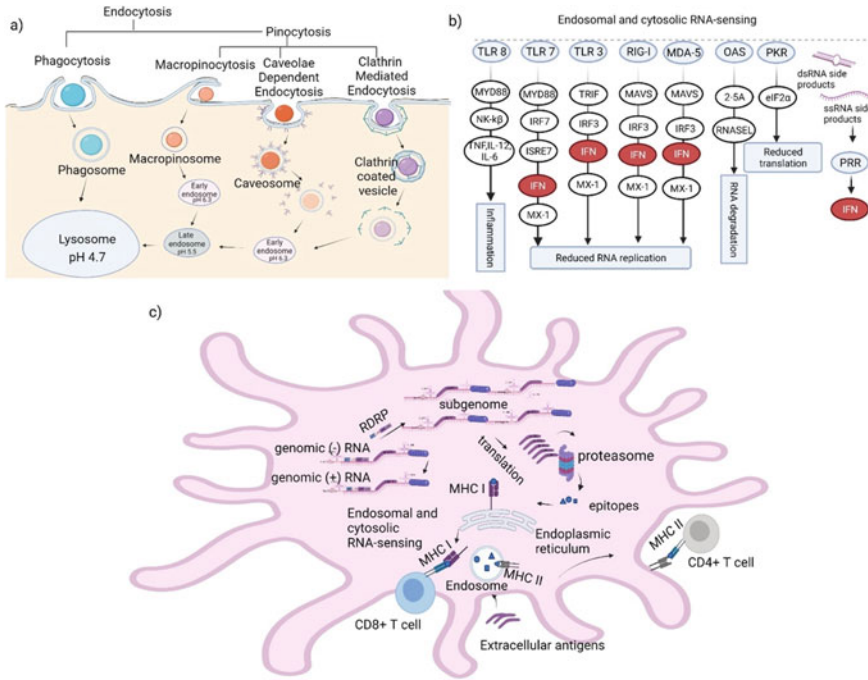 a)
Endocytosis
Pinocytosis
Phagocytosis
Macropinocytosis
Caveolae
Dependent
Endocytosis
Clathrin
Mediated
Endocytosis
Phagosome
Macropinosome
Caveosome
Clathrin
coated
vesicle
Early
endosome
pH 6.3
Lysosome
pH 4.7
Late
endosome
pH 5.5
Early
endosome
pH 6.3
b)
Endosomal and cytosolic RNA-sensing
TLR 8
TLR 7
TLR 3
RIG-I
MDA-5
OAS
PKR
dsRNA side
products
ssRNA side
products
PRR
IFN
MYD88
NK-kβ
TNF,IL-12,
IL-6
Inflammation
MYD88
IRF7
ISRE7
IFN
MX-1
TRIF
IRF3
IFN
MX-1
MAVS
IRF3
IFN
MX-1
MAVS
IRF3
IFN
MX-1
Reduced RNA replication
2-5A
RNASEL
RNA degradation
eIF2α
Reduced
translation
c)
subgenome
RDRP
genomic (-) RNA
genomic (+) RNA
translation
proteasome
epitopes
MHC I
Endoplasmic
reticulum
Endosomal and
cytosolic
RNA-sensing
MHC I
CD8+ T cell
Endosome
MHC II
Extracellular antigens
MHC II
CD4+ T cell